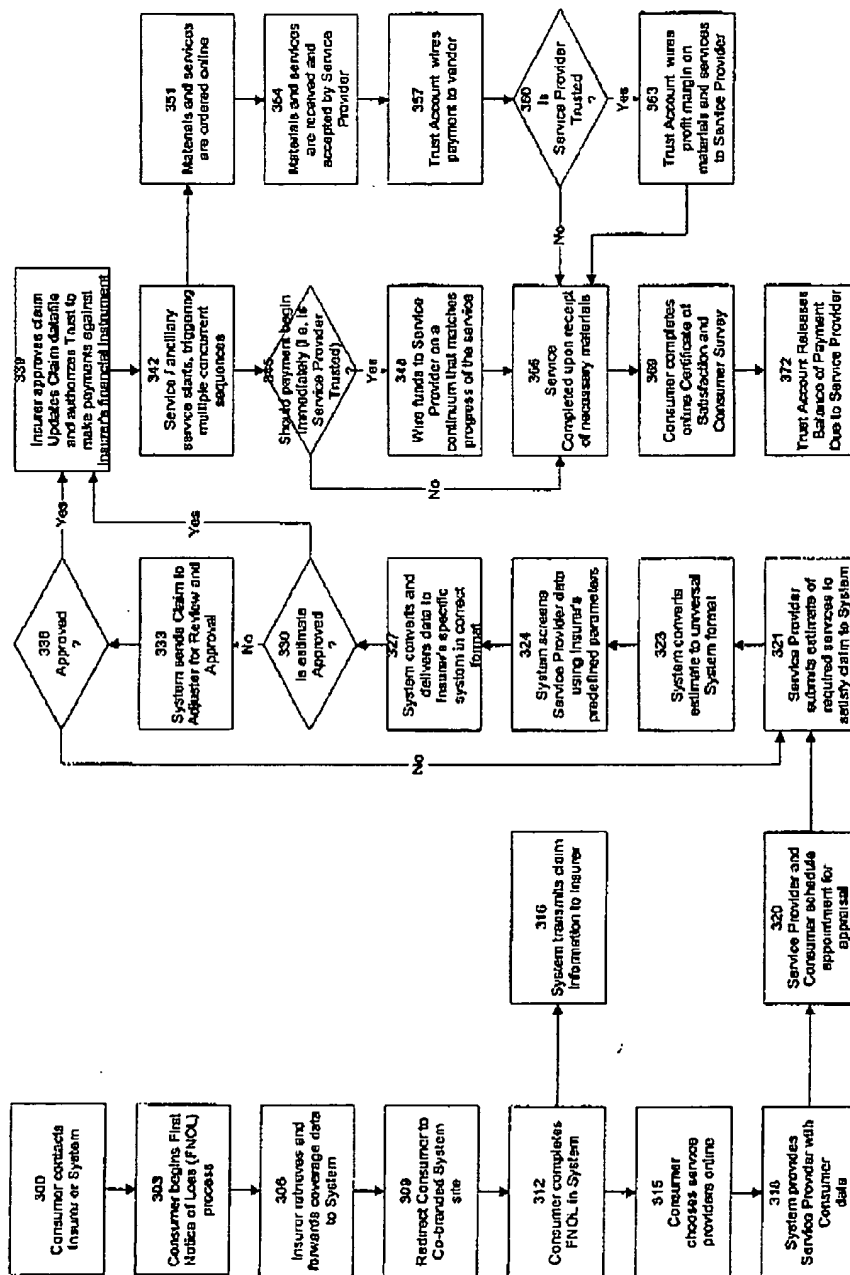 300
Consumer contacts
Insurer or System
303
Consumer begins First
Notice of Loss (FNOL)
process
306
Insurer retrieves and
forwards coverage data
to System
309
Redirect Consumer to
Co-branded System
site
312
Consumer completes
FNOL in System
315
Consumer
chooses service
providers online
318
System provides
Service Provider with
Consumer
data
316
System transmits claim
Information to Insurer
320
Service Provider and
Consumer schedule
appointment for
appraisal
336
Approved
?
Yes
No
333
System sends Claim to
Adjuster for Review and
Approval
No
330
Is estimate
Approved
?
Yes
327
System converts and
delivers data to
Insurer's specific
system in correct
format
324
System screens
Service Provider data
using Insurer's
predefined parameters
323
System converts
estimate to universal
System format
321
Service Provider
submits estimate of
required services to
satisfy claim to System
339
Insurer approves claim
Updates Claim datafile
and authorizes Trust to
make payments against
Insurer's financial Instrument
342
Service / ancillary
service starts, triggering
multiple concurrent
sequences
345
Should payment begin
Immediately (i.e. is
Service Provider
Trusted)
?
Yes
No
348
Wire funds to Service
Provider on a
continuum that matches
progress of the service
366
Service
Completed upon receipt
of necessary materials
369
Consumer completes
online Certificate of
Satisfaction and
Consumer Survey
372
Trust Account Releases
Balance of Payment
Due to Service Provider
351
Materials and services
are ordered online
354
Materials and services
are received and
accepted by Service
Provider
357
Trust Account wires
payment to vendor
360
Is
Service Provider
Trusted
?
No
Yes
363
Trust Account wires
profit margin on
materials and services
to Service Provider